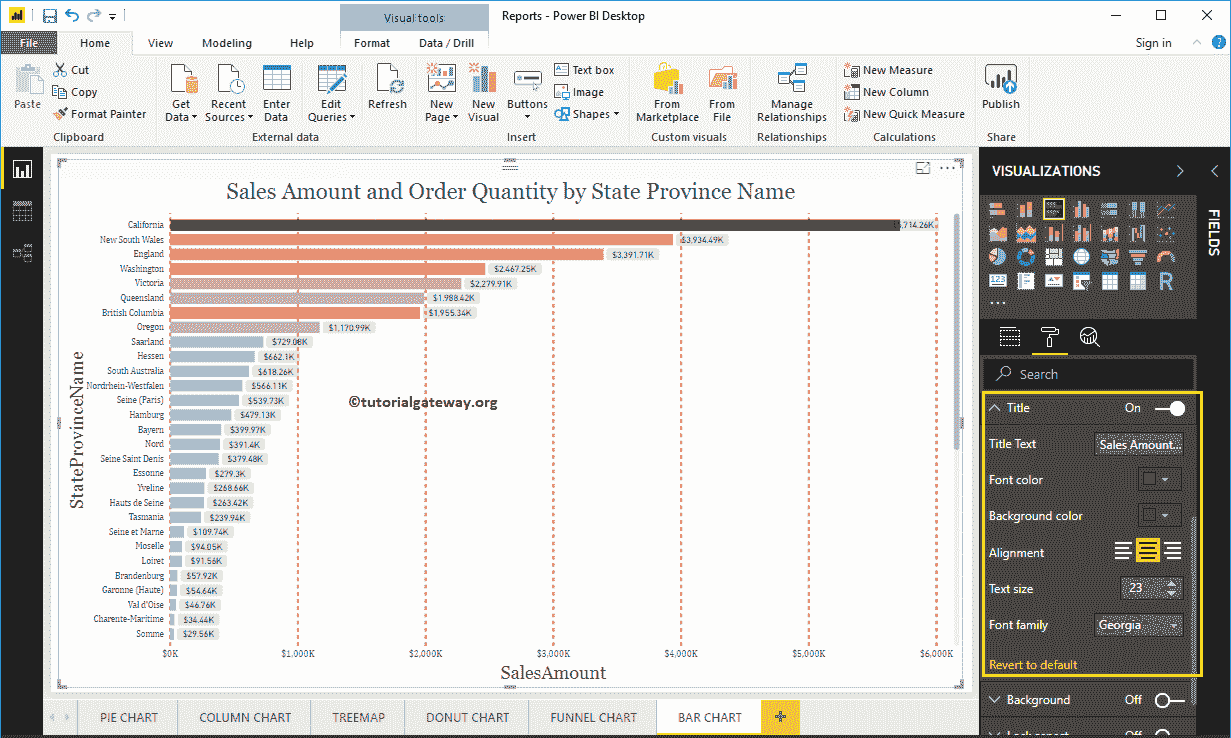 Visual tools
Reports - Power BI Desktop
File Home View Modeling Help Format Data / Drill Sign in
Paste
Cut
Copy
Format Painter
Get Data
Recent Sources
Enter Data
Edit Queries
Refresh
New Page
New Visual
Buttons
Text box
Image
Shapes
From Marketplace
From File
Manage Relationships
New Measure
New Column
New Quick Measure
Publish
Clipboard External data Insert Custom visuals Relationships Calculations Share
Sales Amount and Order Quantity by State Province Name
StateProvinceName
California
New South Wales $3,934.49K
England $3,391.71K
Washington $2,467.25K
Victoria $2,279.91K
Queensland $1,988.42K
British Columbia $1,955.34K
Oregon $1,170.99K
Saarland $729.08K
Hessen $662.1K
South Australia $618.26K
Nordrhein-Westfalen $566.11K
Seine (Paris) $539.73K
Hamburg $479.13K
Bayern $399.97K
Nord $391.4K
Seine Saint Denis $379.48K
Essonne $279.3K
Yveline $268.66K
Hauts de Seine $263.42K
Tasmania $239.94K
Seine et Marne $109.74K
Moselle $94.05K
Loiret $91.56K
Brandenburg $57.92K
Garonne (Haute) $54.64K
Val d'Oise $46.76K
Charente-Maritime $34.44K
Somme $29.56K
©tutorialgateway.org
$0K $1,000K $2,000K $3,000K $4,000K $5,000K $6,000K
SalesAmount
VISUALIZATIONS
FIELDS
123
R
Search
Title On
Title Text Sales Amount...
Font color
Background color
Alignment
Text size 23
Font family Georgia
Revert to default
Background Off
PIE CHART COLUMN CHART TREEMAP DONUT CHART FUNNEL CHART BAR CHART